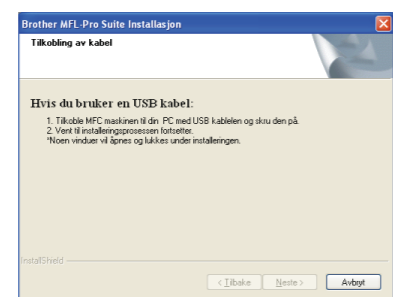 Brother MFL-Pro Suite Installasjon
Tilkobling av kabel
Hvis du bruker en USB kabel:
1. Tilkoble MFC maskinen til din PC med USB kablelen og skru den på.
2. Vent til installeringsprosessen fortsetter.
*Noen vinduer vil åpnes og lukkes under installeringen.
InstallShield
< Tilbake Neste > Avbryt